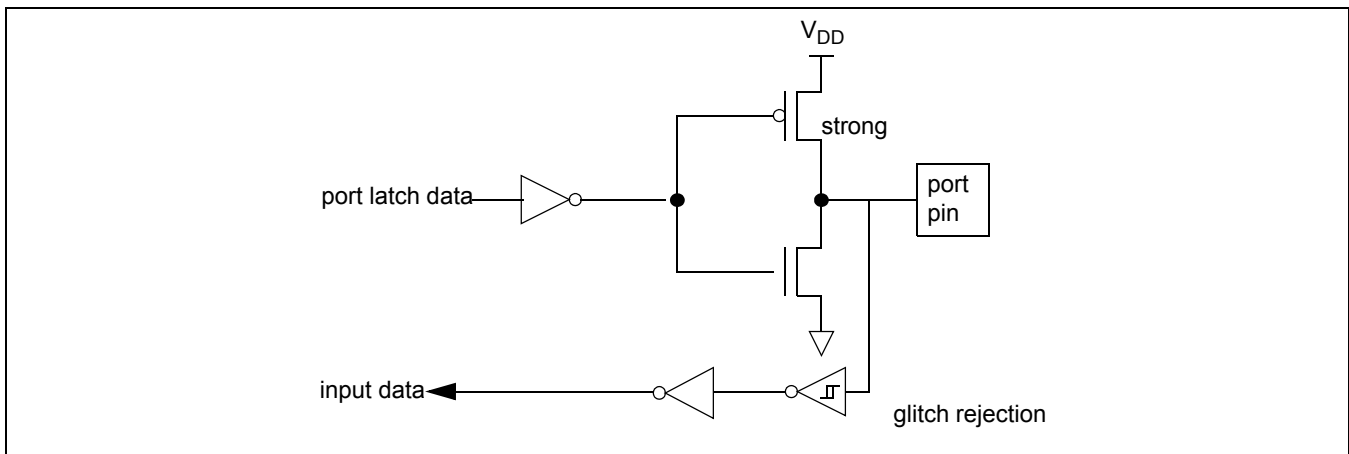 VDD
strong
port latch data
port
pin
input data
glitch rejection